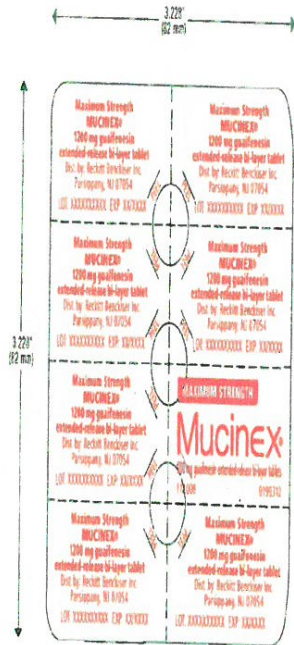 3.228"
(82 mm)
3.228"
(82 mm)
Maximum Strength
MUCINEX®
1200 mg guaifenesin
extended-release bi-layer tablet
Dist by: Reckitt Benckiser Inc.
Parsippany, NJ 07054
LOT XXXXXXXXXX EXP XX/XXXX
Maximum Strength
MUCINEX®
1200 mg guaifenesin
extended-release bi-layer tablet
Dist by: Reckitt Benckiser Inc.
Parsippany, NJ 07054
LOT XXXXXXXXXX EXP XX/XXXX
Maximum Strength
MUCINEX®
1200 mg guaifenesin
extended-release bi-layer tablet
Dist by: Reckitt Benckiser Inc.
Parsippany, NJ 07054
LOT XXXXXXXXXX EXP XX/XXXX
Maximum Strength
MUCINEX®
1200 mg guaifenesin
extended-release bi-layer tablet
Dist by: Reckitt Benckiser Inc.
Parsippany, NJ 07054
LOT XXXXXXXXXX EXP XX/XXXX
Maximum Strength
MUCINEX®
1200 mg guaifenesin
extended-release bi-layer tablet
Dist by: Reckitt Benckiser Inc.
Parsippany, NJ 07054
LOT XXXXXXXXXX EXP XX/XXXX
MAXIMUM STRENGTH
Mucinex®
1200 mg guaifenesin extended-release bi-layer tablets
Maximum Strength
MUCINEX®
1200 mg guaifenesin
extended-release bi-layer tablet
Dist by: Reckitt Benckiser Inc.
Parsippany, NJ 07054
LOT XXXXXXXXXX EXP XX/XXXX
Maximum Strength
MUCINEX®
1200 mg guaifenesin
extended-release bi-layer tablet
Dist by: Reckitt Benckiser Inc.
Parsippany, NJ 07054
LOT XXXXXXXXXX EXP XX/XXXX